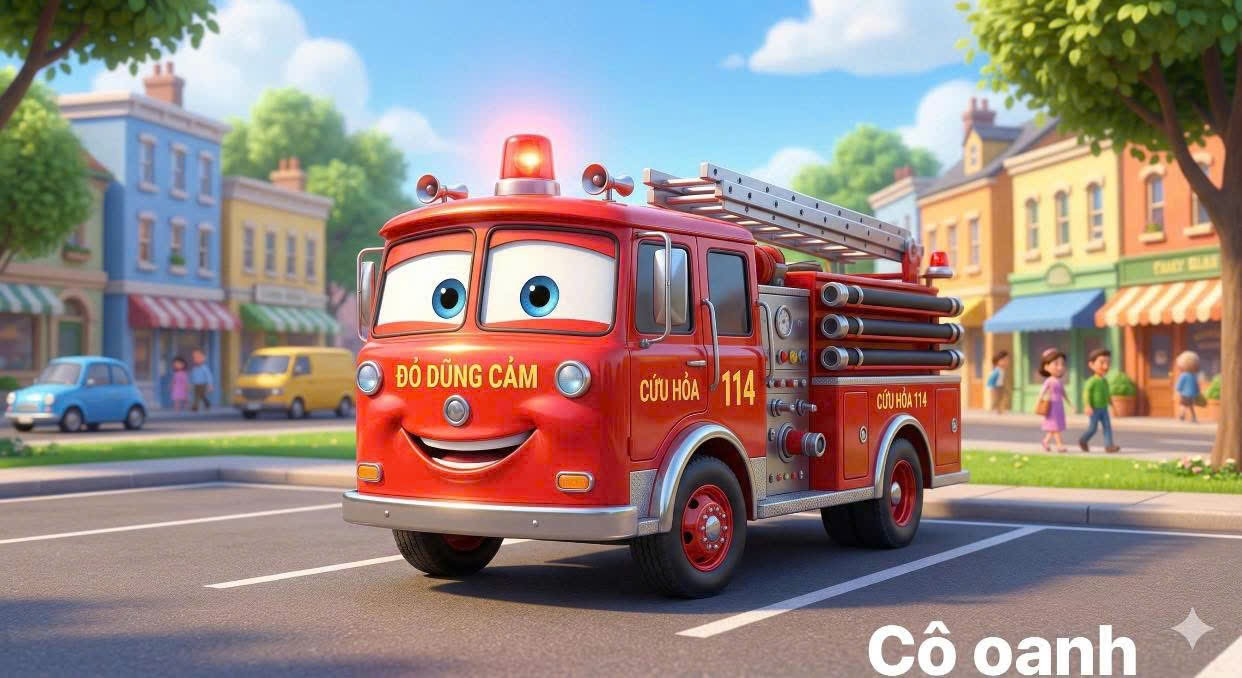 ĐỎ DŨNG CẢM
CỨU HỎA 114
CỨU HỎA 114
Cô oanh